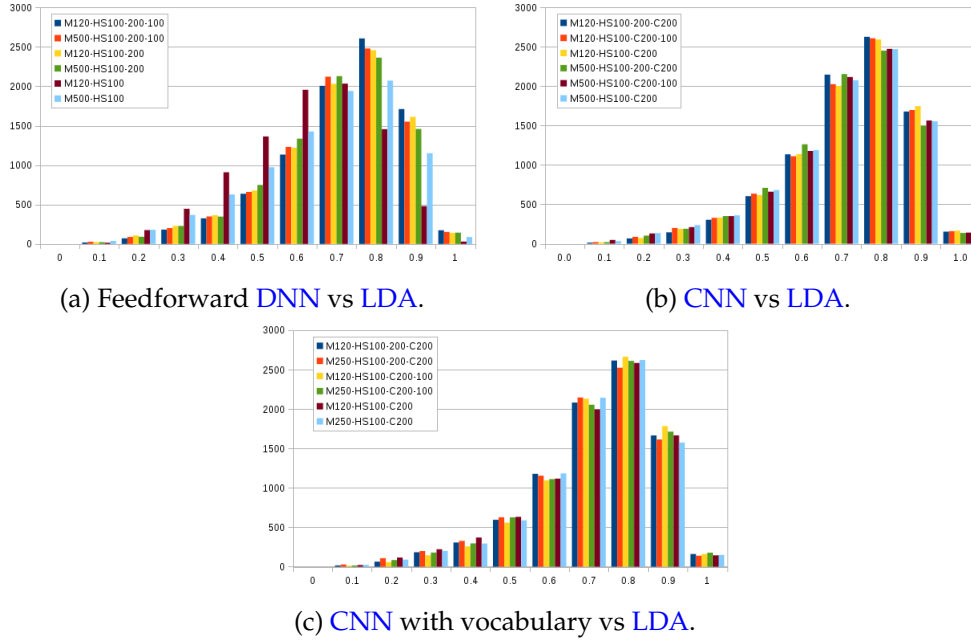 3000
2500
2000
1500
1000
500
0
M120-HS100-200-100
M500-HS100-200-100
M120-HS100-200
M500-HS100-200
M120-HS100
M500-HS100
0 0.1 0.2 0.3 0.4 0.5 0.6 0.7 0.8 0.9 1
(a) Feedforward DNN vs LDA.
3000
2500
2000
1500
1000
500
0
M120-HS100-200-C200
M120-HS100-C200-100
M120-HS100-C200
M500-HS100-200-C200
M500-HS100-C200-100
M500-HS100-C200
0.0 0.1 0.2 0.3 0.4 0.5 0.6 0.7 0.8 0.9 1.0
(b) CNN vs LDA.
3000
2500
2000
1500
1000
500
0
M120-HS100-200-C200
M250-HS100-200-C200
M120-HS100-C200-100
M250-HS100-C200-100
M120-HS100-C200
M250-HS100-C200
0 0.1 0.2 0.3 0.4 0.5 0.6 0.7 0.8 0.9 1
(c) CNN with vocabulary vs LDA.